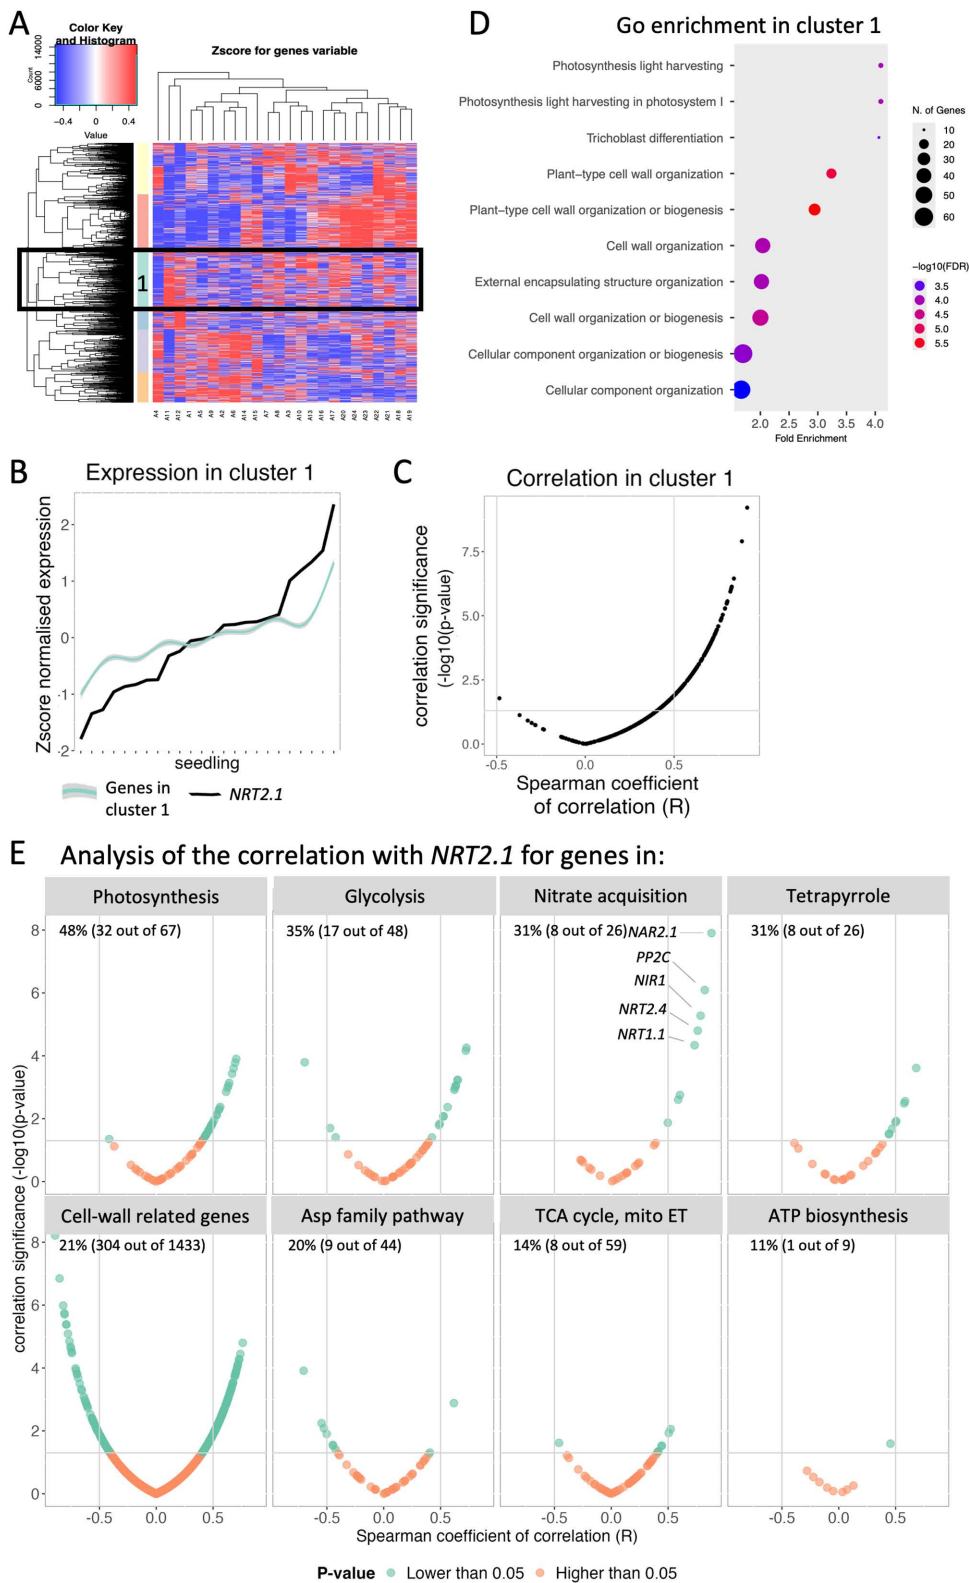 A
Color Key
and Histogram
Count
0 6000 14000
-0.4 0 0.4
Value
Zscore for genes variable
1
A4 A11 A12 A1 A5 A9 A2 A6 A14 A15 A7 A8 A3 A10 A13 A16 A17 A20 A24 A23 A22 A21 A18 A19
D
Go enrichment in cluster 1
Photosynthesis light harvesting
Photosynthesis light harvesting in photosystem I
Trichoblast differentiation
Plant-type cell wall organization
Plant-type cell wall organization or biogenesis
Cell wall organization
External encapsulating structure organization
Cell wall organization or biogenesis
Cellular component organization or biogenesis
Cellular component organization
2.0 2.5 3.0 3.5 4.0
Fold Enrichment
N. of Genes
10
20
30
40
50
60
-log10(FDR)
3.5
4.0
4.5
5.0
5.5
B
Expression in cluster 1
Zscore normalised expression
2
1
0
-1
-2
seedling
Genes in
cluster 1
NRT2.1
C
Correlation in cluster 1
correlation significance
(-log10(p-value)
7.5
5.0
2.5
0.0
-0.5 0.0 0.5
Spearman coefficient
of correlation (R)
E
Analysis of the correlation with NRT2.1 for genes in:
Photosynthesis
Glycolysis
Nitrate acquisition
Tetrapyrrole
48% (32 out of 67)
35% (17 out of 48)
31% (8 out of 26)
31% (8 out of 26)
NAR2.1
PP2C
NIR1
NRT2.4
NRT1.1
8
6
4
2
0
correlation significance (-log10(p-value)
Cell-wall related genes
Asp family pathway
TCA cycle, mito ET
ATP biosynthesis
21% (304 out of 1433)
20% (9 out of 44)
14% (8 out of 59)
11% (1 out of 9)
8
6
4
2
0
-0.5 0.0 0.5 -0.5 0.0 0.5 -0.5 0.0 0.5 -0.5 0.0 0.5
Spearman coefficient of correlation (R)
P-value Lower than 0.05 Higher than 0.05